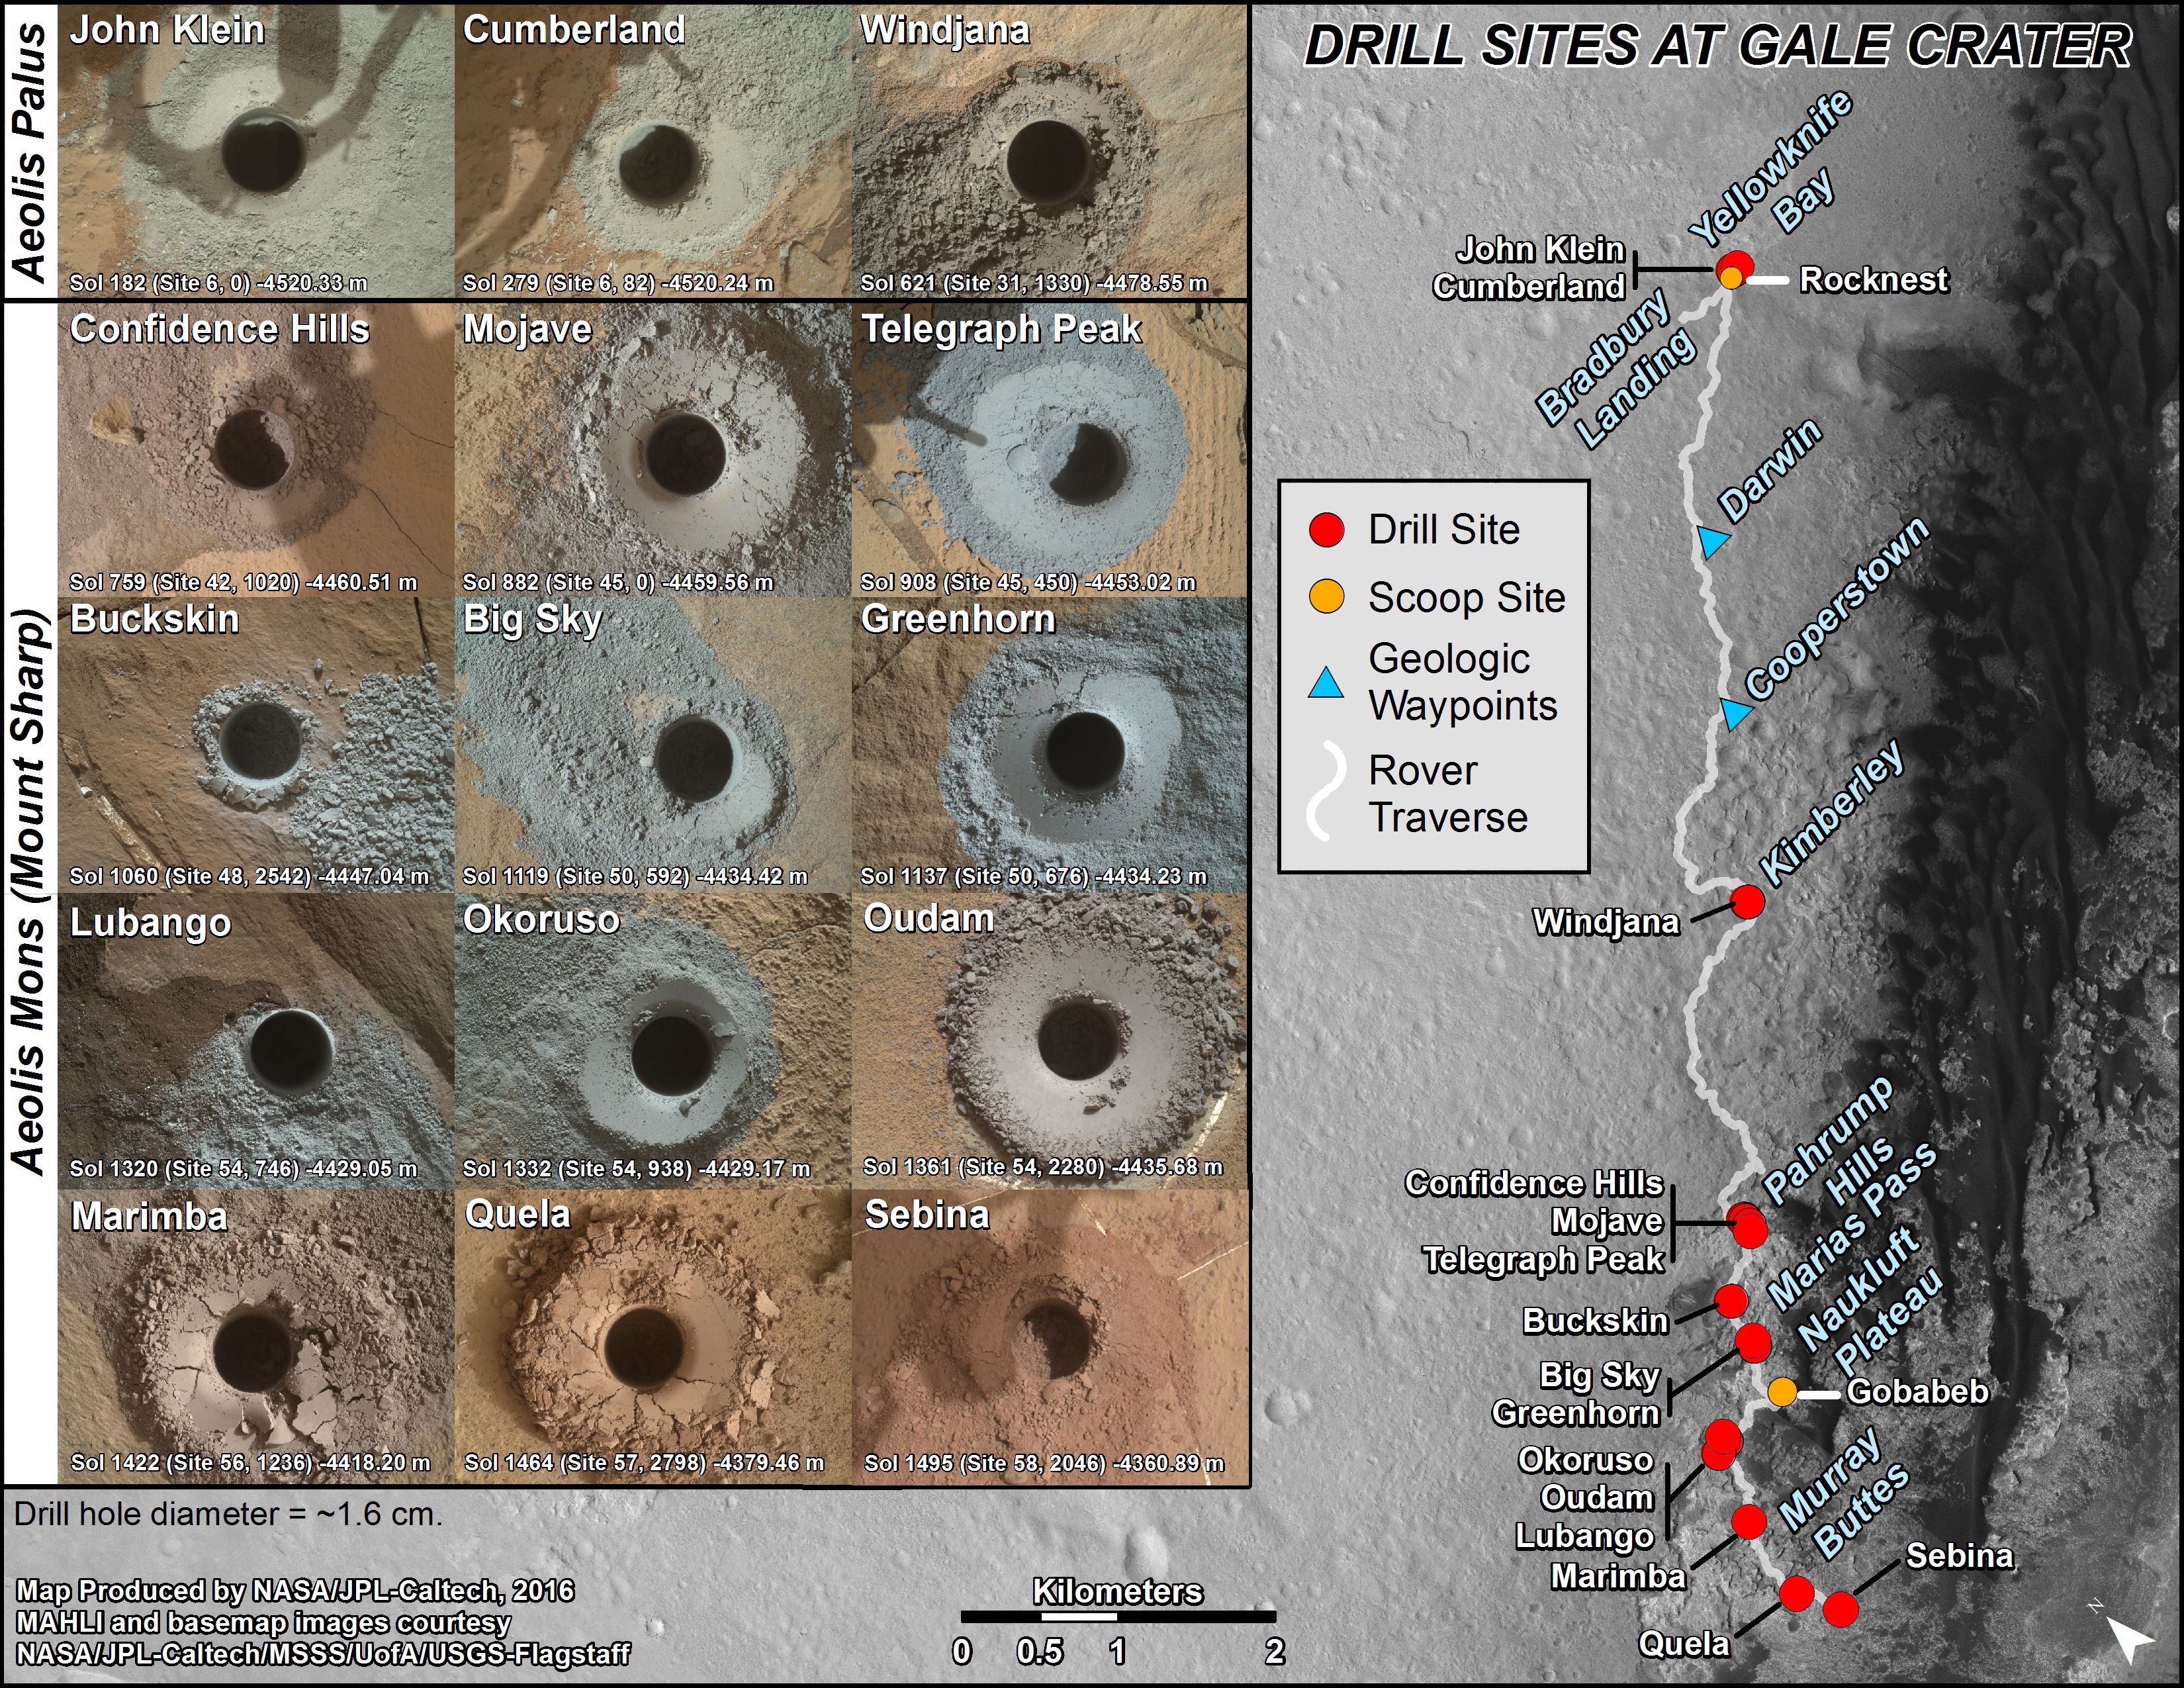 Aeolis Palus
John Klein
Sol 182 (Site 6, 0) -4520.33 m
Cumberland
Sol 279 (Site 6, 82) -4520.24 m
Windjana
Sol 621 (Site 31, 1330) -4478.55 m
Aeolis Mons (Mount Sharp)
Confidence Hills
Sol 759 (Site 42, 1020) -4460.51 m
Mojave
Sol 882 (Site 45, 0) -4459.56 m
Telegraph Peak
Sol 908 (Site 45, 450) -4453.02 m
Buckskin
Sol 1060 (Site 48, 2542) -4447.04 m
Big Sky
Sol 1119 (Site 50, 592) -4434.42 m
Greenhorn
Sol 1137 (Site 50, 676) -4434.23 m
Lubango
Sol 1320 (Site 54, 746) -4429.05 m
Okoruso
Sol 1332 (Site 54, 938) -4429.17 m
Oudam
Sol 1361 (Site 54, 2280) -4435.68 m
Marimba
Sol 1422 (Site 56, 1236) -4418.20 m
Quela
Sol 1464 (Site 57, 2798) -4379.46 m
Sebina
Sol 1495 (Site 58, 2046) -4360.89 m
Drill hole diameter = ~1.6 cm.
Map Produced by NASA/JPL-Caltech, 2016
MAHLI and basemap images courtesy
NASA/JPL-Caltech/MSSS/UofA/USGS-Flagstaff
Kilometers
0 0.5 1 2
DRILL SITES AT GALE CRATER
Yellowknife
Bay
John Klein
Cumberland
Rocknest
Bradbury
Landing
Darwin
Drill Site
Scoop Site
Geologic
Waypoints
Rover
Traverse
Cooperstown
Kimberley
Windjana
Pahrump
Hills
Confidence Hills
Mojave
Telegraph Peak
Marias Pass
Buckskin
Naukluft
Plateau
Big Sky
Greenhorn
Gobabeb
Okoruso
Oudam
Lubango
Murray
Buttes
Marimba
Sebina
Quela
N